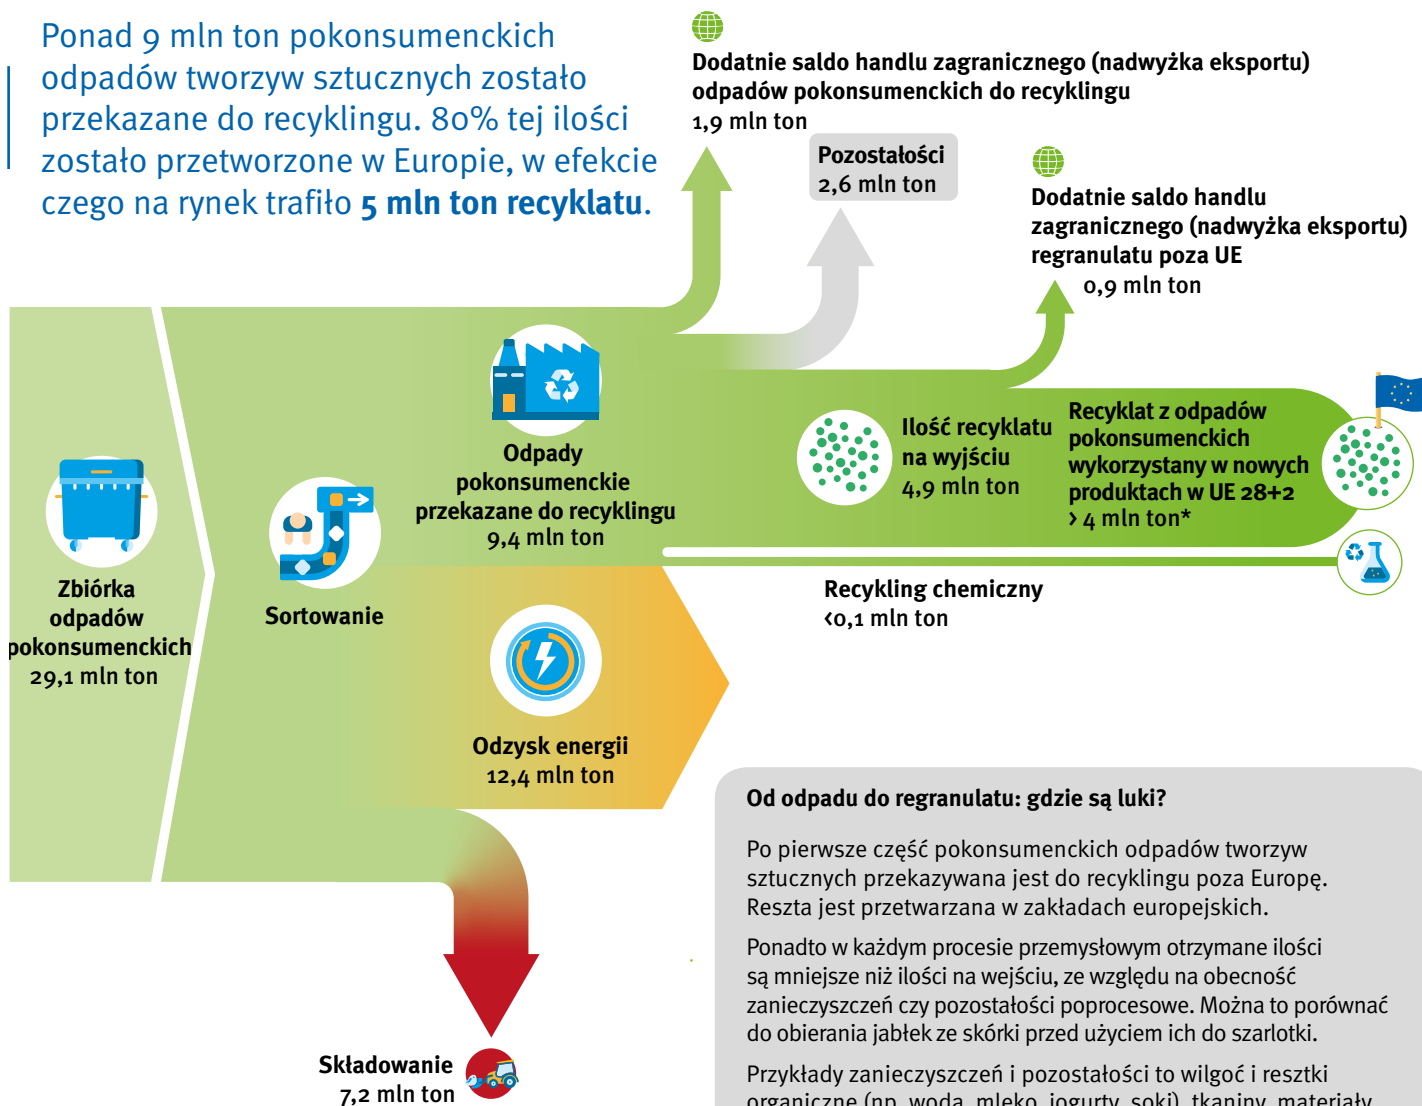 Ponad 9 mln ton pokonsumenckich
odpadów tworzyw sztucznych zostało
przekazane do recyklingu. 80% tej ilości
zostało przetworzone w Europie, w efekcie
czego na rynek trafiło 5 mln ton recyklatu.
Dodatnie saldo handlu zagranicznego (nadwyżka eksportu)
odpadów pokonsumenckich do recyklingu
1,9 mln ton
Pozostałości
2,6 mln ton
Dodatnie saldo handlu
zagranicznego (nadwyżka eksportu)
regranulatu poza UE
0,9 mln ton
Zbiórka
odpadów
pokonsumenckich
29,1 mln ton
Sortowanie
Odpady
pokonsumenckie
przekazane do recyklingu
9,4 mln ton
Ilość recyklatu
na wyjściu
4,9 mln ton
Recyklat z odpadów
pokonsumenckich
wykorzystany w nowych
produktach w UE 28+2
> 4 mln ton*
Recykling chemiczny
<0,1 mln ton
Odzysk energii
12,4 mln ton
Składowanie
7,2 mln ton
Od odpadu do regranulatu: gdzie są luki?
Po pierwsze część pokonsumenckich odpadów tworzyw
sztucznych przekazywana jest do recyklingu poza Europę.
Reszta jest przetwarzana w zakładach europejskich.
Ponadto w każdym procesie przemysłowym otrzymane ilości
są mniejsze niż ilości na wejściu, ze względu na obecność
zanieczyszczeń czy pozostałości poprocesowe. Można to porównać
do obierania jabłek ze skórki przed użyciem ich do szarlotki.
Przykłady zanieczyszczeń i pozostałości to wilgoć i resztki
organiczne (np. woda, mleko, jogurty, soki), tkaniny, materiały